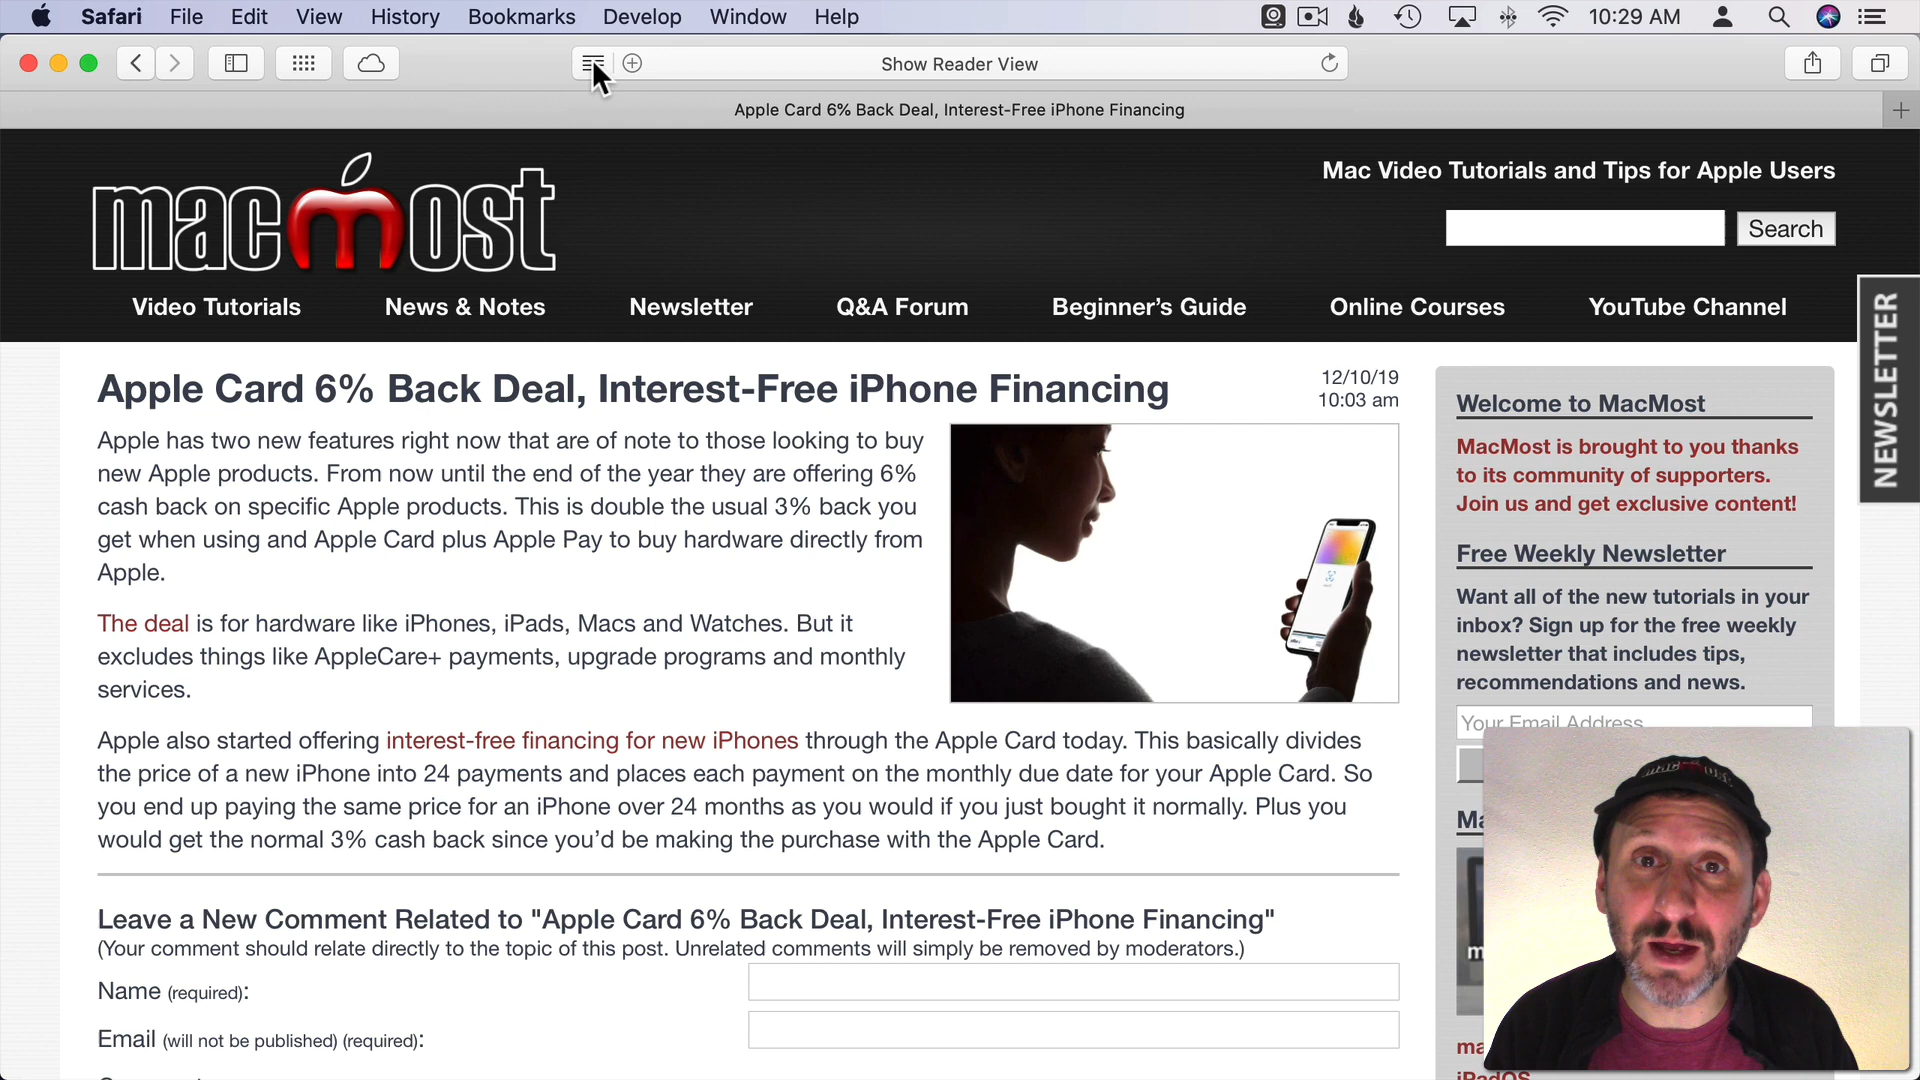 Safari File Edit View History Bookmarks Develop Window Help 10:29 AM
Show Reader View
Apple Card 6% Back Deal, Interest-Free iPhone Financing
macmost
Mac Video Tutorials and Tips for Apple Users
Search
Video Tutorials News & Notes Newsletter Q&A Forum Beginner's Guide Online Courses YouTube Channel
NEWSLETTER
Apple Card 6% Back Deal, Interest-Free iPhone Financing
12/10/19
10:03 am
Apple has two new features right now that are of note to those looking to buy
new Apple products. From now until the end of the year they are offering 6%
cash back on specific Apple products. This is double the usual 3% back you
get when using and Apple Card plus Apple Pay to buy hardware directly from
Apple.
The deal is for hardware like iPhones, iPads, Macs and Watches. But it
excludes things like AppleCare+ payments, upgrade programs and monthly
services.
Apple also started offering interest-free financing for new iPhones through the Apple Card today. This basically divides
the price of a new iPhone into 24 payments and places each payment on the monthly due date for your Apple Card. So
you end up paying the same price for an iPhone over 24 months as you would if you just bought it normally. Plus you
would get the normal 3% cash back since you'd be making the purchase with the Apple Card.
Leave a New Comment Related to "Apple Card 6% Back Deal, Interest-Free iPhone Financing"
(Your comment should relate directly to the topic of this post. Unrelated comments will simply be removed by moderators.)
Name (required):
Email (will not be published) (required):
Welcome to MacMost
MacMost is brought to you thanks
to its community of supporters.
Join us and get exclusive content!
Free Weekly Newsletter
Want all of the new tutorials in your
inbox? Sign up for the free weekly
newsletter that includes tips,
recommendations and news.
Your Email Address
iPadOS